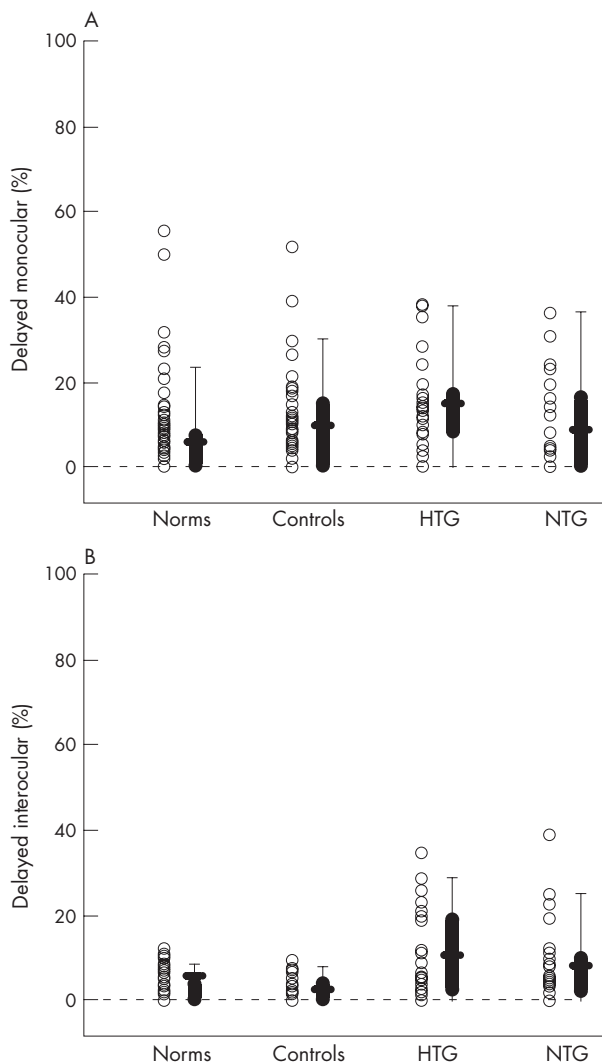 A
100
80
60
40
20
0
Delayed monocular (%)
Norms Controls HTG NTG
B
100
80
60
40
20
0
Delayed interocular (%)
Norms Controls HTG NTG